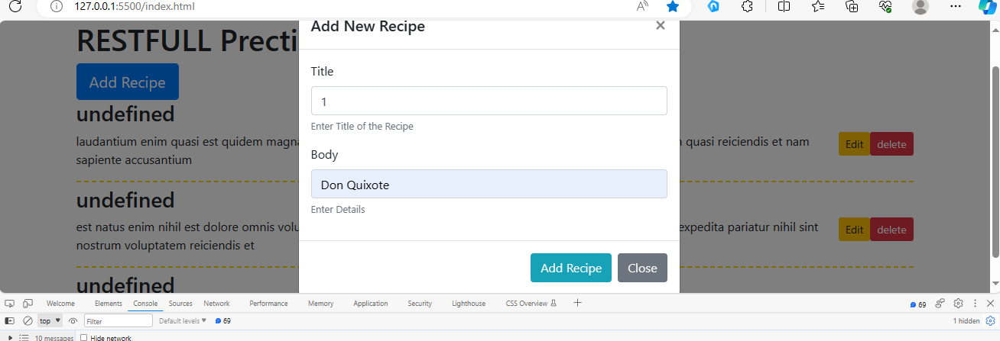 127.0.0.1:5500/index.html
RESTFULL Precti
Add New Recipe
×
Add Recipe
Title
1
Enter Title of the Recipe
undefined
laudantium enim quasi est quidem magna
quasi reiciendis et nam
sapiente accusantium
Edit
delete
Body
Don Quixote
Enter Details
undefined
est natus enim nihil est dolore omnis volu
expedita pariatur nihil sint
nostrum voluptatem reiciendis et
Edit
delete
Add Recipe
Close
undefined
Welcome Elements Console Sources Network Performance Memory Application Security Lighthouse CSS Overview
69
top Filter Default levels 69
1 hidden
10 messages Hide network